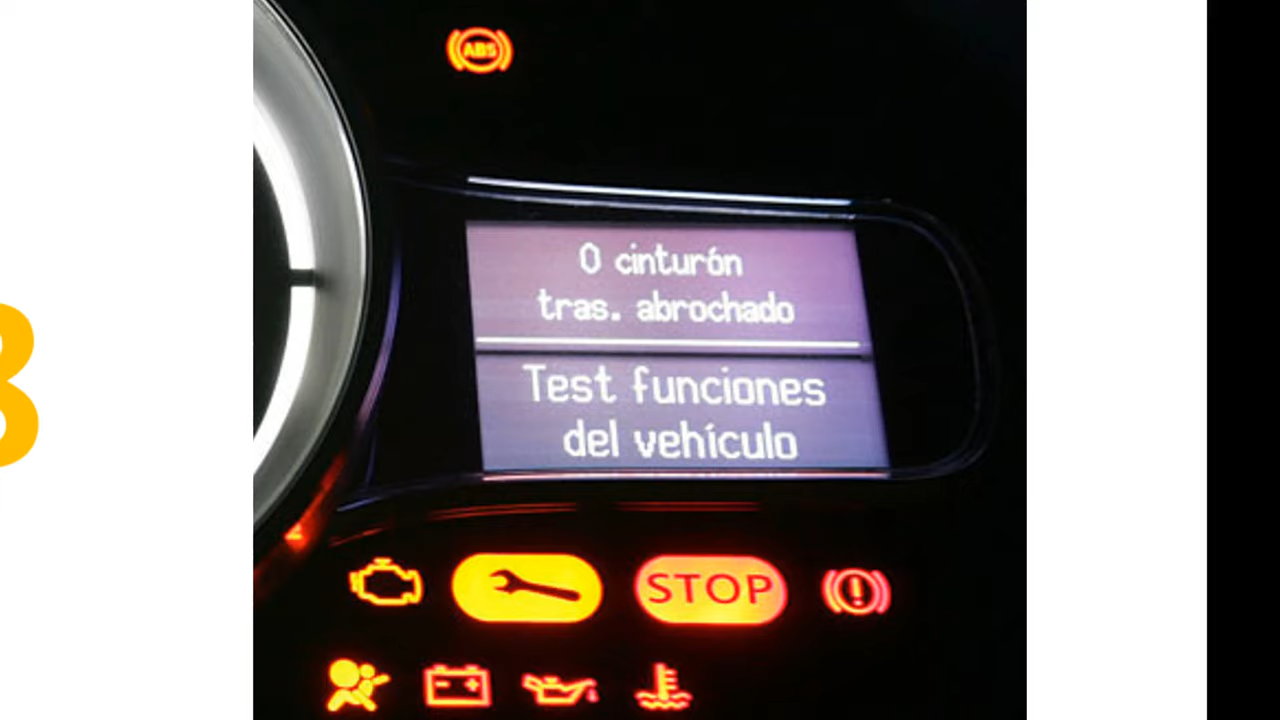 ABS
0 cinturón
tras. abrochado
Test funciones
del vehículo
STOP